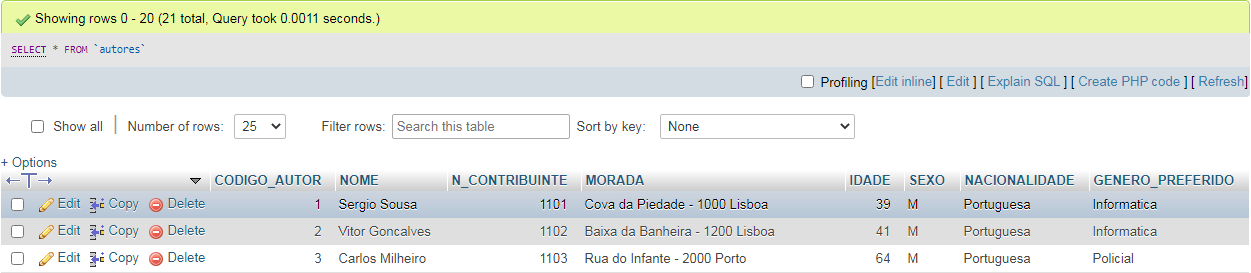 Showing rows 0 - 20 (21 total, Query took 0.0011 seconds.)
SELECT * FROM `autores`
Profiling [Edit inline] [ Edit ] [ Explain SQL ] [ Create PHP code ] [ Refresh]
Show all | Number of rows: 25 Filter rows: Search this table Sort by key: None
+ Options
←T→ CODIGO_AUTOR NOME N_CONTRIBUINTE MORADA IDADE SEXO NACIONALIDADE GENERO_PREFERIDO
Edit Copy Delete 1 Sergio Sousa 1101 Cova da Piedade - 1000 Lisboa 39 M Portuguesa Informatica
Edit Copy Delete 2 Vitor Goncalves 1102 Baixa da Banheira - 1200 Lisboa 41 M Portuguesa Informatica
Edit Copy Delete 3 Carlos Milheiro 1103 Rua do Infante - 2000 Porto 64 M Portuguesa Policial